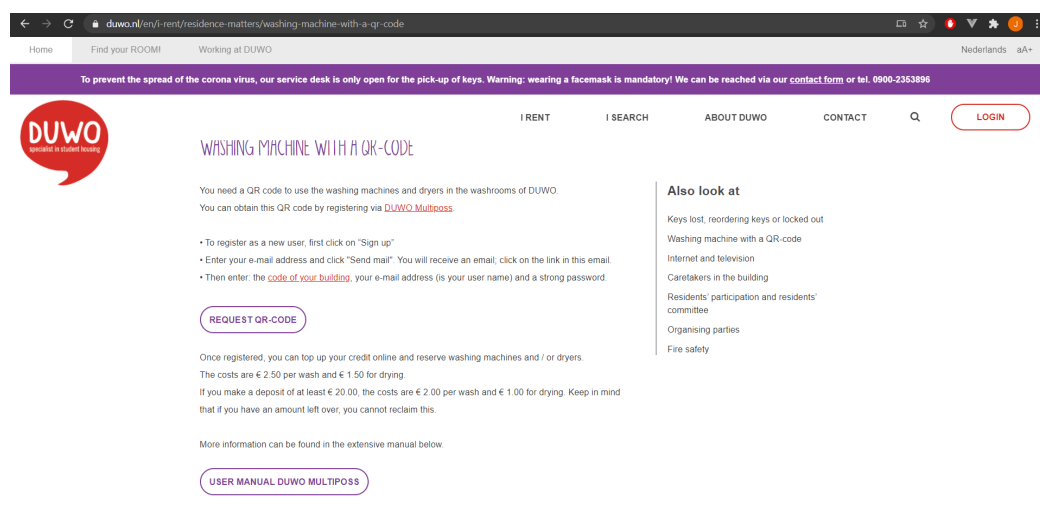 duwo.nl/en/i-rent/residence-matters/washing-machine-with-a-qr-code
J
Home Find your ROOM! Working at DUWO Nederlands aA+
To prevent the spread of the corona virus, our service desk is only open for the pick-up of keys. Warning: wearing a facemask is mandatory! We can be reached via our contact form or tel. 0900-2353896
DUWO
specialist in student housing
I RENT I SEARCH ABOUT DUWO CONTACT LOGIN
WASHING MACHINE WITH A QR-CODE
You need a QR code to use the washing machines and dryers in the washrooms of DUWO.
You can obtain this QR code by registering via DUWO Multiposs.
• To register as a new user, first click on "Sign up"
• Enter your e-mail address and click "Send mail". You will receive an email; click on the link in this email.
• Then enter: the code of your building, your e-mail address (is your user name) and a strong password.
REQUEST QR-CODE
Once registered, you can top up your credit online and reserve washing machines and / or dryers.
The costs are € 2.50 per wash and € 1.50 for drying.
If you make a deposit of at least € 20.00, the costs are € 2.00 per wash and € 1.00 for drying. Keep in mind
that if you have an amount left over, you cannot reclaim this.
More information can be found in the extensive manual below.
USER MANUAL DUWO MULTIPOSS
Also look at
Keys lost, reordering keys or locked out
Washing machine with a QR-code
Internet and television
Caretakers in the building
Residents' participation and residents'
committee
Organising parties
Fire safety